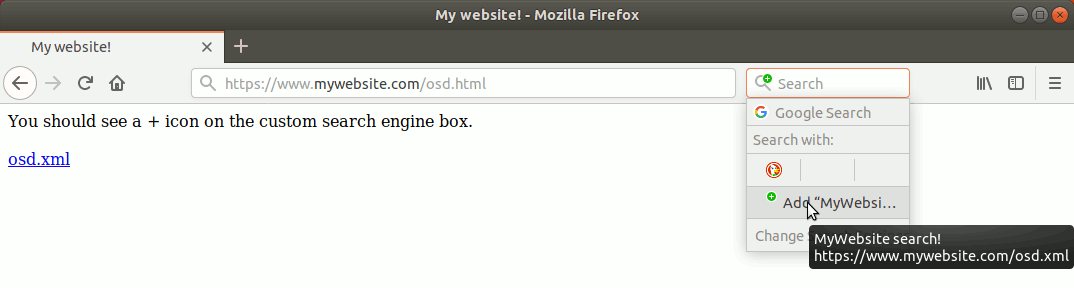 My website! - Mozilla Firefox
My website!
https://www.mywebsite.com/osd.html
Search
You should see a + icon on the custom search engine box.
osd.xml
Google Search
Search with:
Add “MyWebsi…
Change
MyWebsite search!
https://www.mywebsite.com/osd.xml